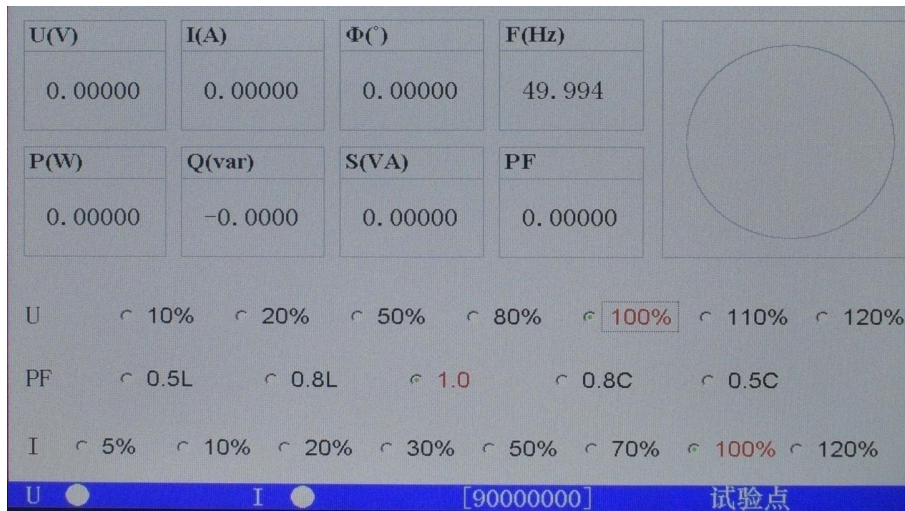 U(V) I(A) Φ(°) F(Hz)
0.00000 0.00000 0.00000 49.994
P(W) Q(var) S(VA) PF
0.00000 -0.0000 0.00000 0.00000
U 10% 20% 50% 80% 100% 110% 120%
PF 0.5L 0.8L 1.0 0.8C 0.5C
I 5% 10% 20% 30% 50% 70% 100% 120%
U I [90000000] 试验点